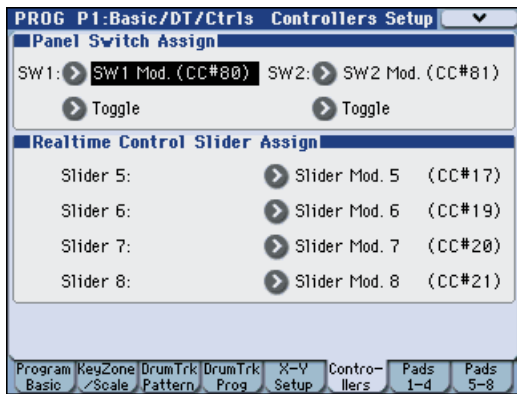 PROG P1:Basic/DT/Ctrls Controllers Setup
Panel Switch Assign
SW1: SW1 Mod. (CC#80) SW2: SW2 Mod. (CC#81)
Toggle Toggle
Realtime Control Slider Assign
Slider 5: Slider Mod. 5 (CC#17)
Slider 6: Slider Mod. 6 (CC#19)
Slider 7: Slider Mod. 7 (CC#20)
Slider 8: Slider Mod. 8 (CC#21)
Program KeyZone DrumTrk DrumTrk X-Y Contro- Pads Pads
Basic /Scale Pattern Prog Setup llers 1-4 5-8